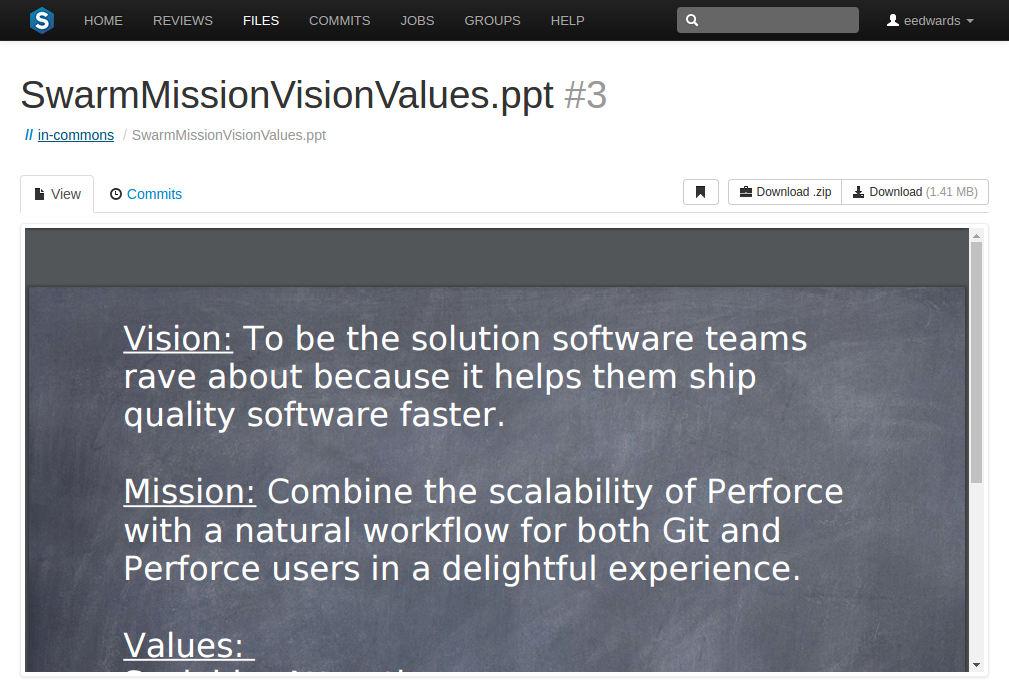 S HOME REVIEWS FILES COMMITS JOBS GROUPS HELP eedwards
SwarmMissionVisionValues.ppt #3
// in-commons / SwarmMissionVisionValues.ppt
View Commits Download .zip Download (1.41 MB)
Vision: To be the solution software teams
rave about because it helps them ship
quality software faster.
Mission: Combine the scalability of Perforce
with a natural workflow for both Git and
Perforce users in a delightful experience.
Values: